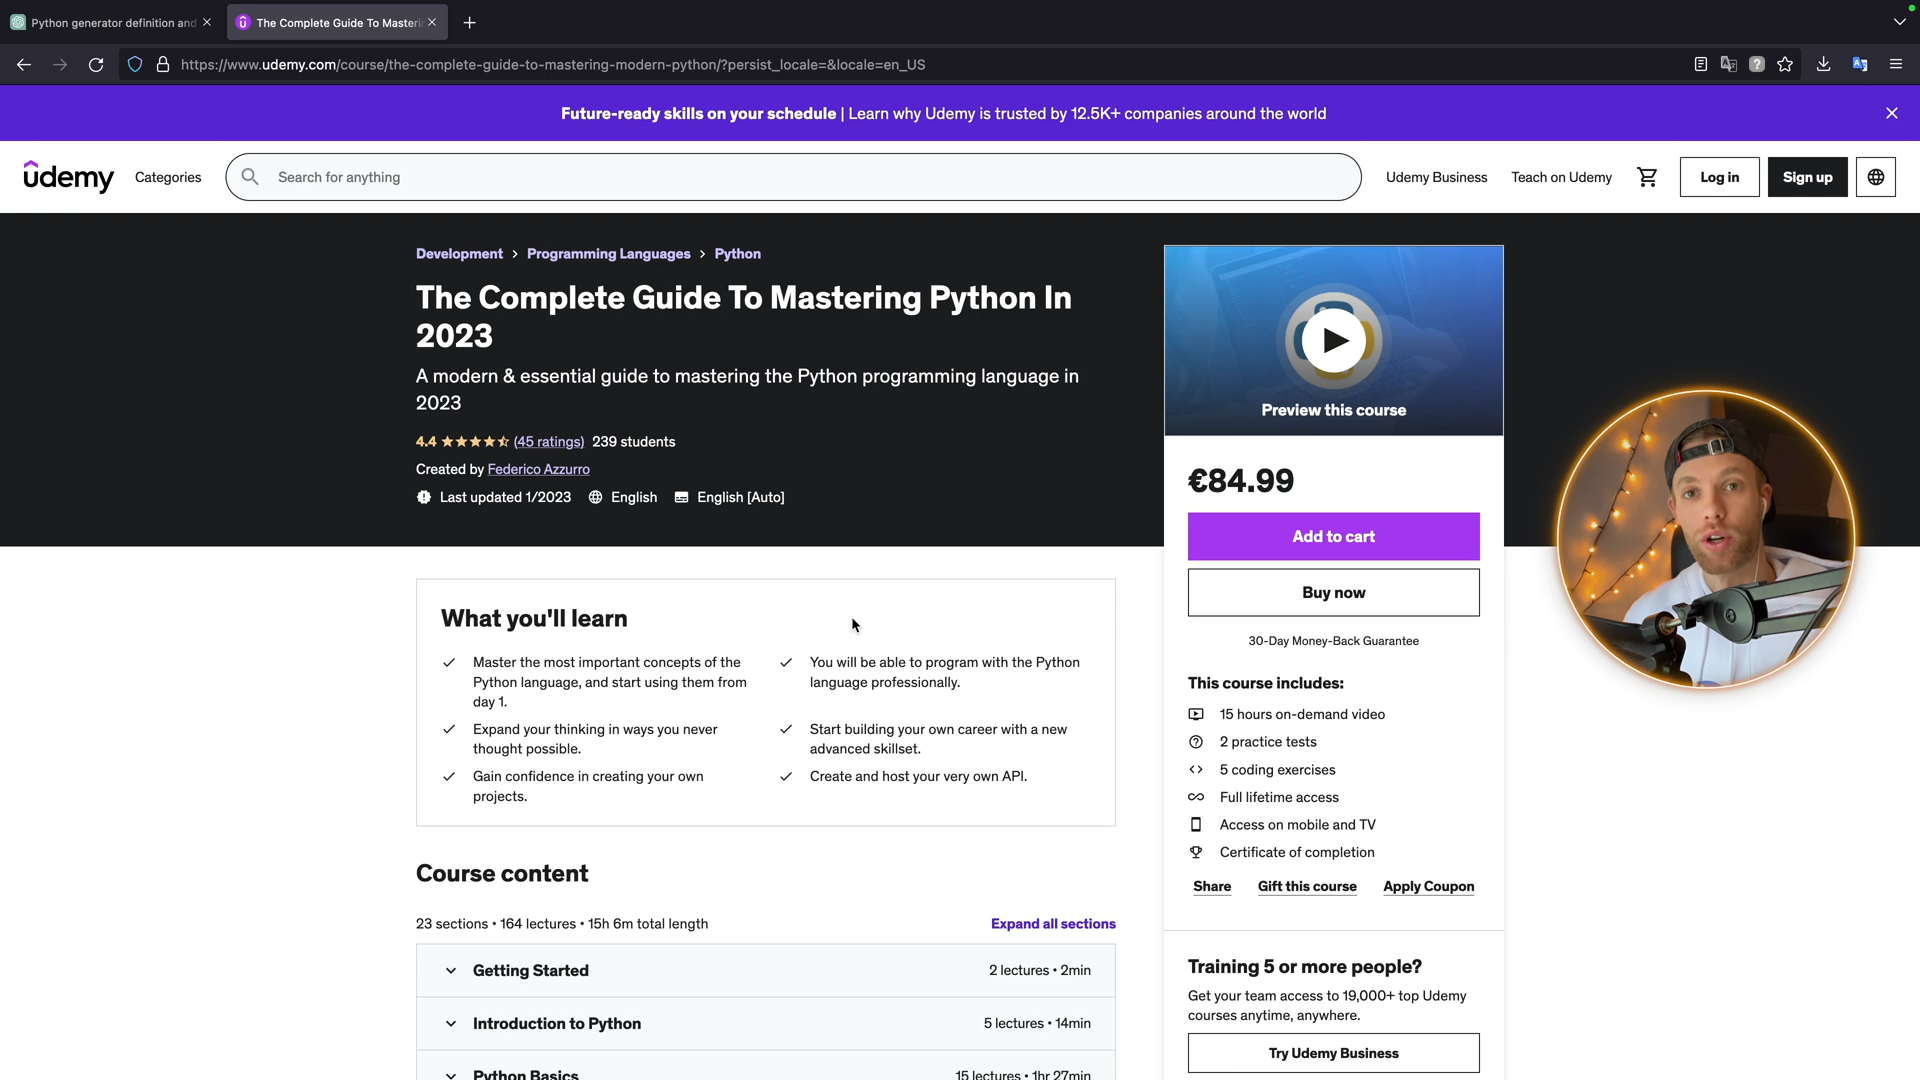 Python generator definition and
The Complete Guide To Masteri
https://www.udemy.com/course/the-complete-guide-to-mastering-modern-python/?persist_locale=&locale=en_US
Future-ready skills on your schedule | Learn why Udemy is trusted by 12.5K+ companies around the world
udemy
Categories
Search for anything
Udemy Business
Teach on Udemy
Log in
Sign up
Development > Programming Languages > Python
The Complete Guide To Mastering Python In
2023
A modern & essential guide to mastering the Python programming language in
2023
4.4 (45 ratings) 239 students
Created by Federico Azzurro
Last updated 1/2023 English English [Auto]
Preview this course
€84.99
Add to cart
Buy now
30-Day Money-Back Guarantee
This course includes:
15 hours on-demand video
2 practice tests
5 coding exercises
Full lifetime access
Access on mobile and TV
Certificate of completion
Share
Gift this course
Apply Coupon
Training 5 or more people?
Get your team access to 19,000+ top Udemy
courses anytime, anywhere.
Try Udemy Business
What you'll learn
Master the most important concepts of the
Python language, and start using them from
day 1.
You will be able to program with the Python
language professionally.
Expand your thinking in ways you never
thought possible.
Start building your own career with a new
advanced skillset.
Gain confidence in creating your own
projects.
Create and host your very own API.
Course content
23 sections • 164 lectures • 15h 6m total length
Expand all sections
Getting Started
2 lectures • 2min
Introduction to Python
5 lectures • 14min
Python Basics
15 lectures • 1hr 27min